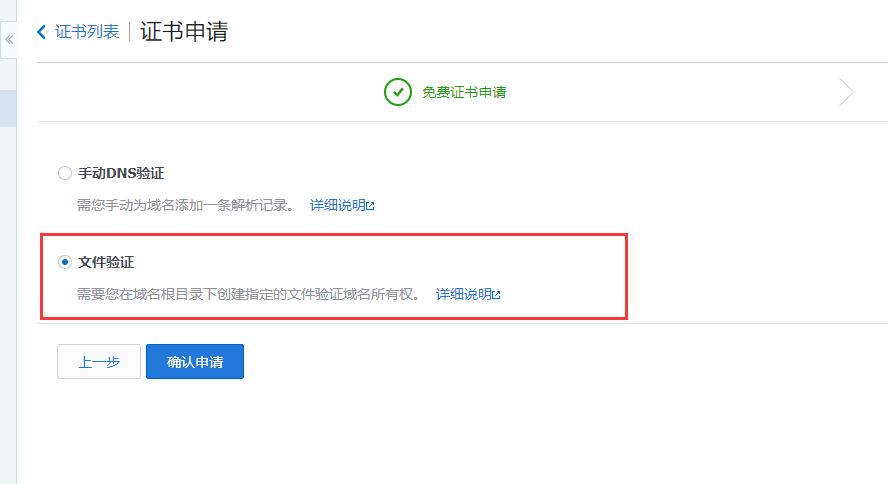 证书列表 证书申请
免费证书申请
手动DNS验证
需您手动为域名添加一条解析记录。 详细说明
文件验证
需要您在域名根目录下创建指定的文件验证域名所有权。 详细说明
上一步 确认申请